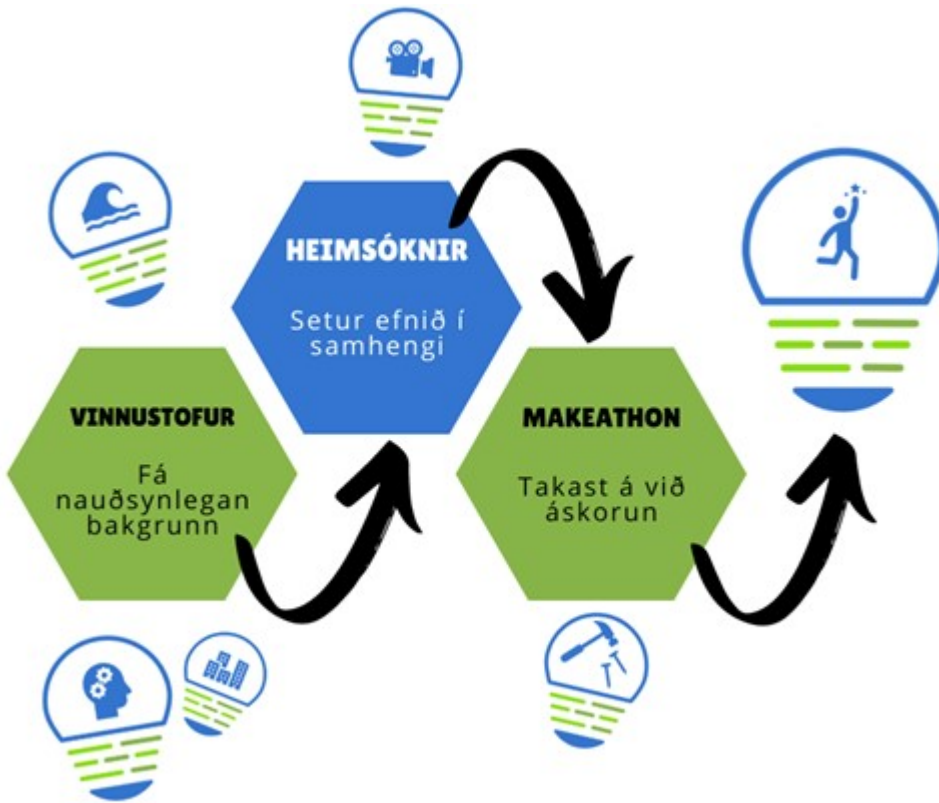 HEIMSÓKNIR
Setur efnið í
samhengi
VINNUSTOFUR
Fá
nauðsynlegan
bakgrunn
MAKEATHON
Takast á við
áskorun